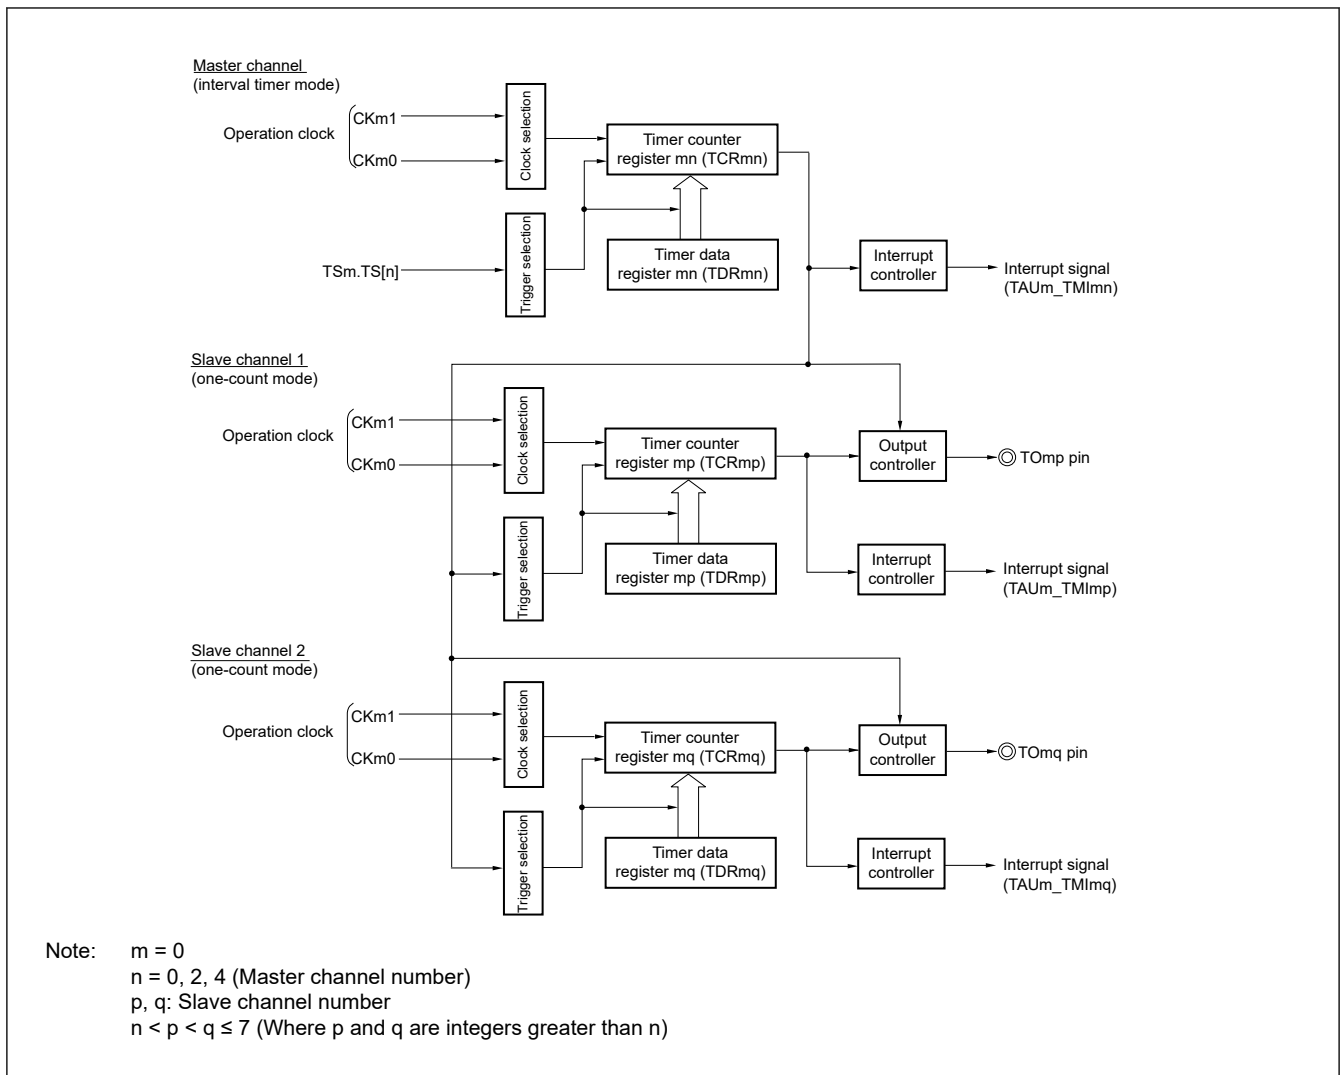 Master channel
(interval timer mode)
Operation clock
CKm1
CKm0
Clock selection
Timer counter
register mn (TCRmn)
TSm.TS[n]
Trigger selection
Timer data
register mn (TDRmn)
Interrupt
controller
Interrupt signal
(TAUm_TMImn)
Slave channel 1
(one-count mode)
Operation clock
CKm1
CKm0
Clock selection
Timer counter
register mp (TCRmp)
Output
controller
TOmp pin
Trigger selection
Timer data
register mp (TDRmp)
Interrupt
controller
Interrupt signal
(TAUm_TMImp)
Slave channel 2
(one-count mode)
Operation clock
CKm1
CKm0
Clock selection
Timer counter
register mq (TCRmq)
Output
controller
TOmq pin
Trigger selection
Timer data
register mq (TDRmq)
Interrupt
controller
Interrupt signal
(TAUm_TMImq)
Note: m = 0
n = 0, 2, 4 (Master channel number)
p, q: Slave channel number
n < p < q ≤ 7 (Where p and q are integers greater than n)